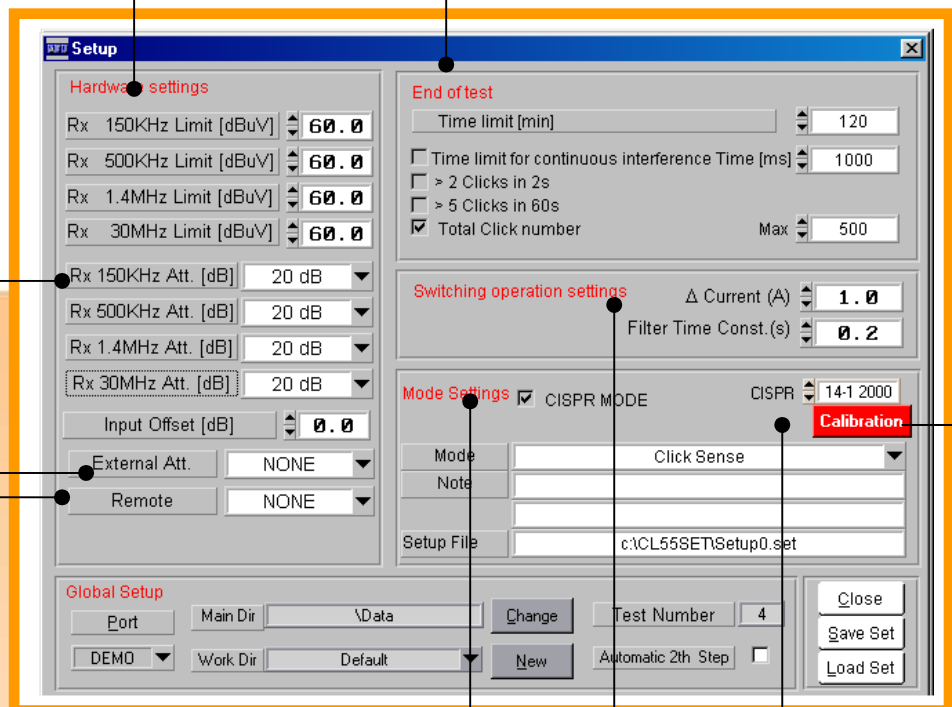 Setup
Hardware settings
Rx 150KHz Limit [dBuV] 60.0
Rx 500KHz Limit [dBuV] 60.0
Rx 1.4MHz Limit [dBuV] 60.0
Rx 30MHz Limit [dBuV] 60.0
Rx 150KHz Att. [dB] 20 dB
Rx 500KHz Att. [dB] 20 dB
Rx 1.4MHz Att. [dB] 20 dB
Rx 30MHz Att. [dB] 20 dB
Input Offset [dB] 0.0
External Att. NONE
Remote NONE
End of test
Time limit [min] 120
Time limit for continuous interference Time [ms] 1000
> 2 Clicks in 2s
> 5 Clicks in 60s
Total Click number Max 500
Switching operation settings
Δ Current (A) 1.0
Filter Time Const.(s) 0.2
Mode Settings CISPR MODE CISPR 14-1 2000
Calibration
Mode Click Sense
Note
Setup File c:\CL55SET\Setup0.set
Global Setup
Port Main Dir \Data Change Test Number 4
DEMO Work Dir Default New Automatic 2th Step
Close
Save Set
Load Set